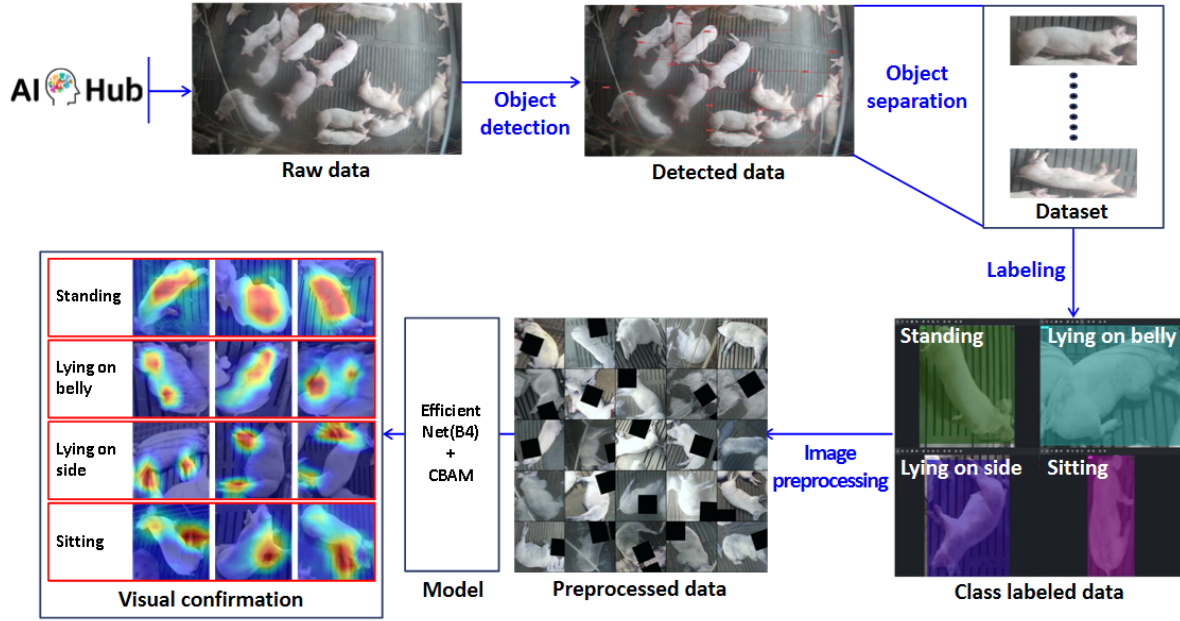 AI Hub
Object
detection
Object
separation
Raw data
Detected data
Dataset
Labeling
Standing
Lying on
belly
Lying on
side
Sitting
Visual confirmation
Efficient
Net(B4)
+
CBAM
Model
Preprocessed data
Image
preprocessing
Standing
Lying on belly
Lying on side
Sitting
Class labeled data